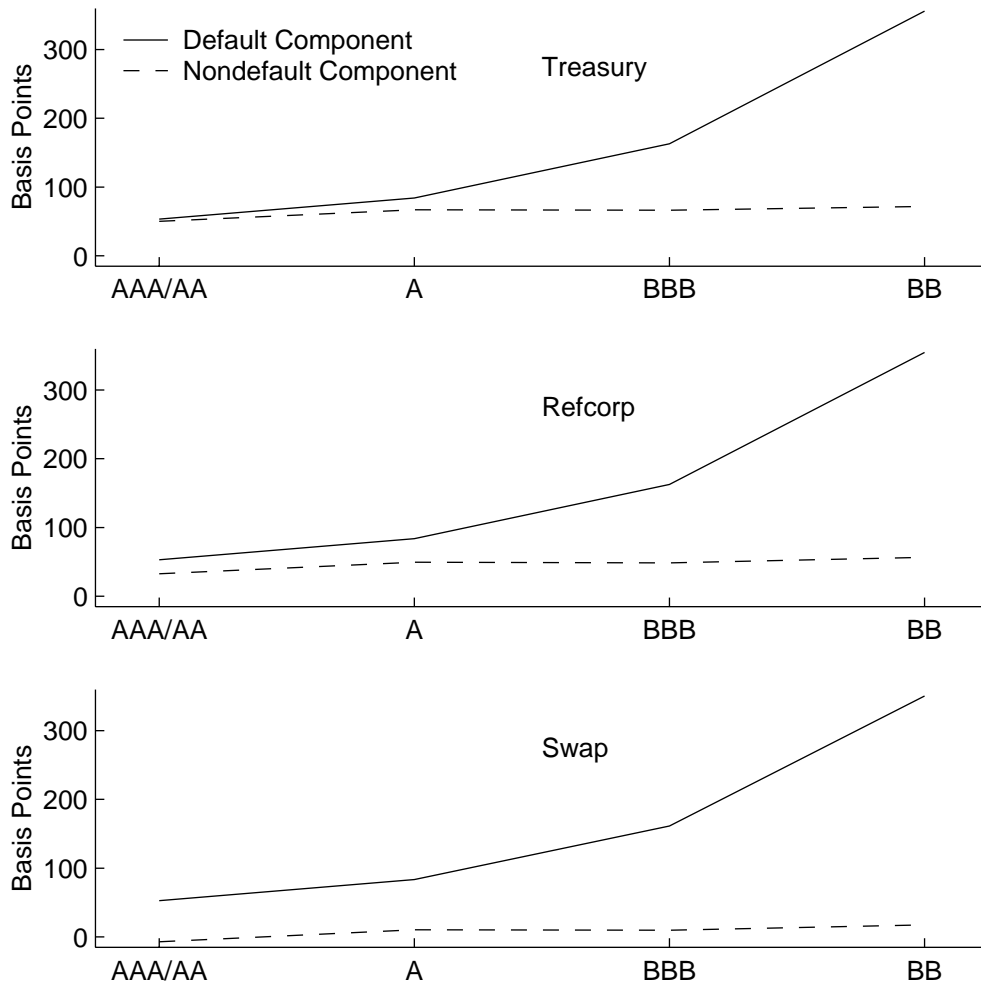 Default Component
Nondefault Component
Treasury
Basis Points
300
200
100
0
AAA/AA A BBB BB
Refcorp
Basis Points
300
200
100
0
AAA/AA A BBB BB
Swap
Basis Points
300
200
100
0
AAA/AA A BBB BB